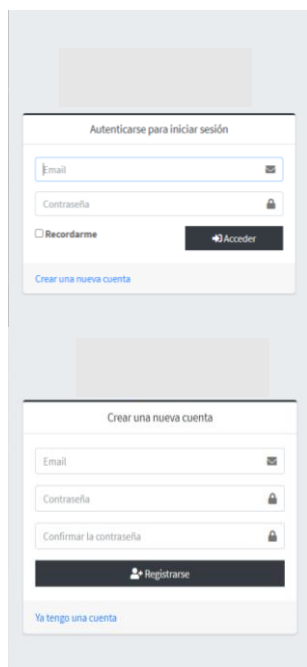 Autenticarse para iniciar sesión
Email
Contraseña
Recordarme
Acceder
Crear una nueva cuenta
Crear una nueva cuenta
Email
Contraseña
Confirmar la contraseña
Registrarse
Ya tengo una cuenta